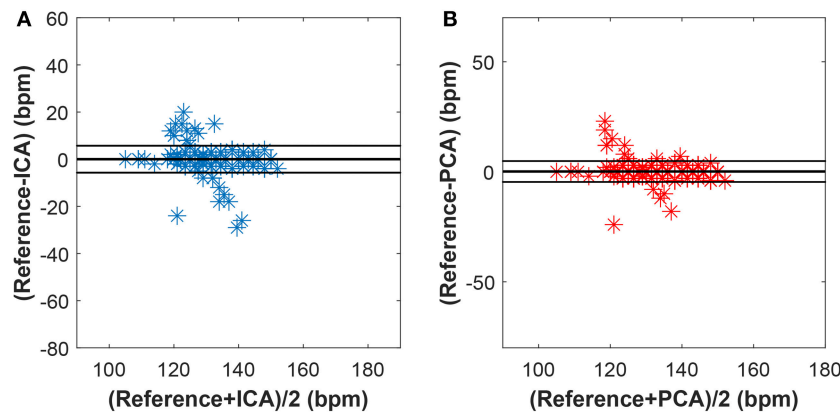 A
(Reference-ICA) (bpm)
60
40
20
0
-20
-40
-60
-80
100 120 140 160 180
(Reference+ICA)/2 (bpm)
B
(Reference-PCA) (bpm)
50
0
-50
100 120 140 160 180
(Reference+PCA)/2 (bpm)